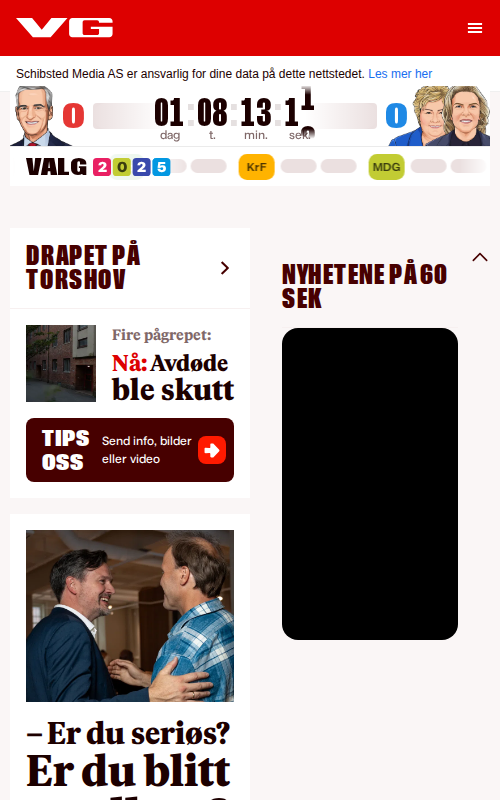 VG
Schibsted Media AS er ansvarlig for dine data på dette nettstedet. Les mer her
0
01 : 08 : 13 :
0
dag t. min. sek.
VALG 2025
KrF
MDG
DRAPET PÅ
TORSHOV
Fire pågrepet:
Nå: Avdøde
ble skutt
TIPS
OSS
Send info, bilder
eller video
NYHETENE PÅ 60
SEK
– Er du seriøs?
Er du blitt